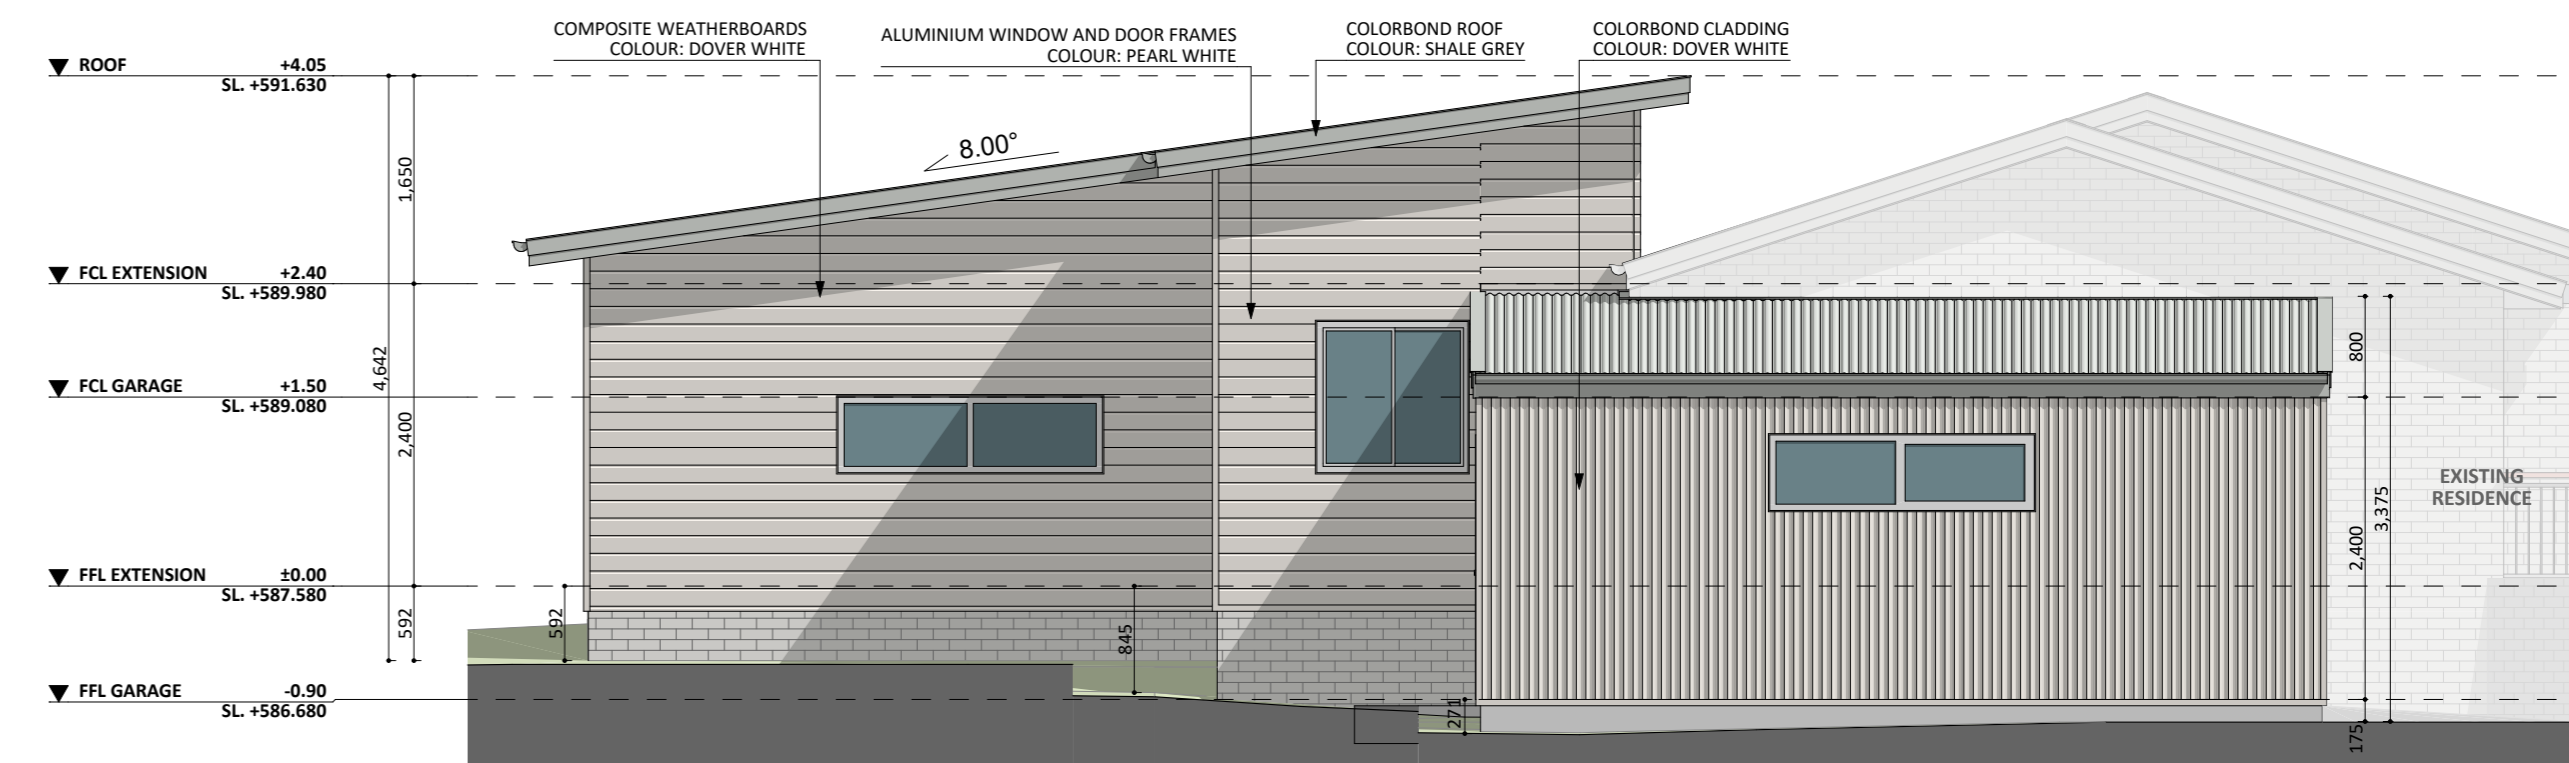 COMPOSITE WEATHERBOARDS
COLOUR: DOVER WHITE
ALUMINIUM WINDOW AND DOOR FRAMES
COLOUR: PEARL WHITE
COLORBOND ROOF
COLOUR: SHALE GREY
COLORBOND CLADDING
COLOUR: DOVER WHITE
ROOF +4.05
SL. +591.630
8.00°
1,650
FCL EXTENSION +2.40
SL. +589.980
4,642
FCL GARAGE +1.50
SL. +589.080
2,400
800
3,375
EXISTING
RESIDENCE
2,400
FFL EXTENSION ±0.00
SL. +587.580
592
592
845
FFL GARAGE -0.90
SL. +586.680
271
175